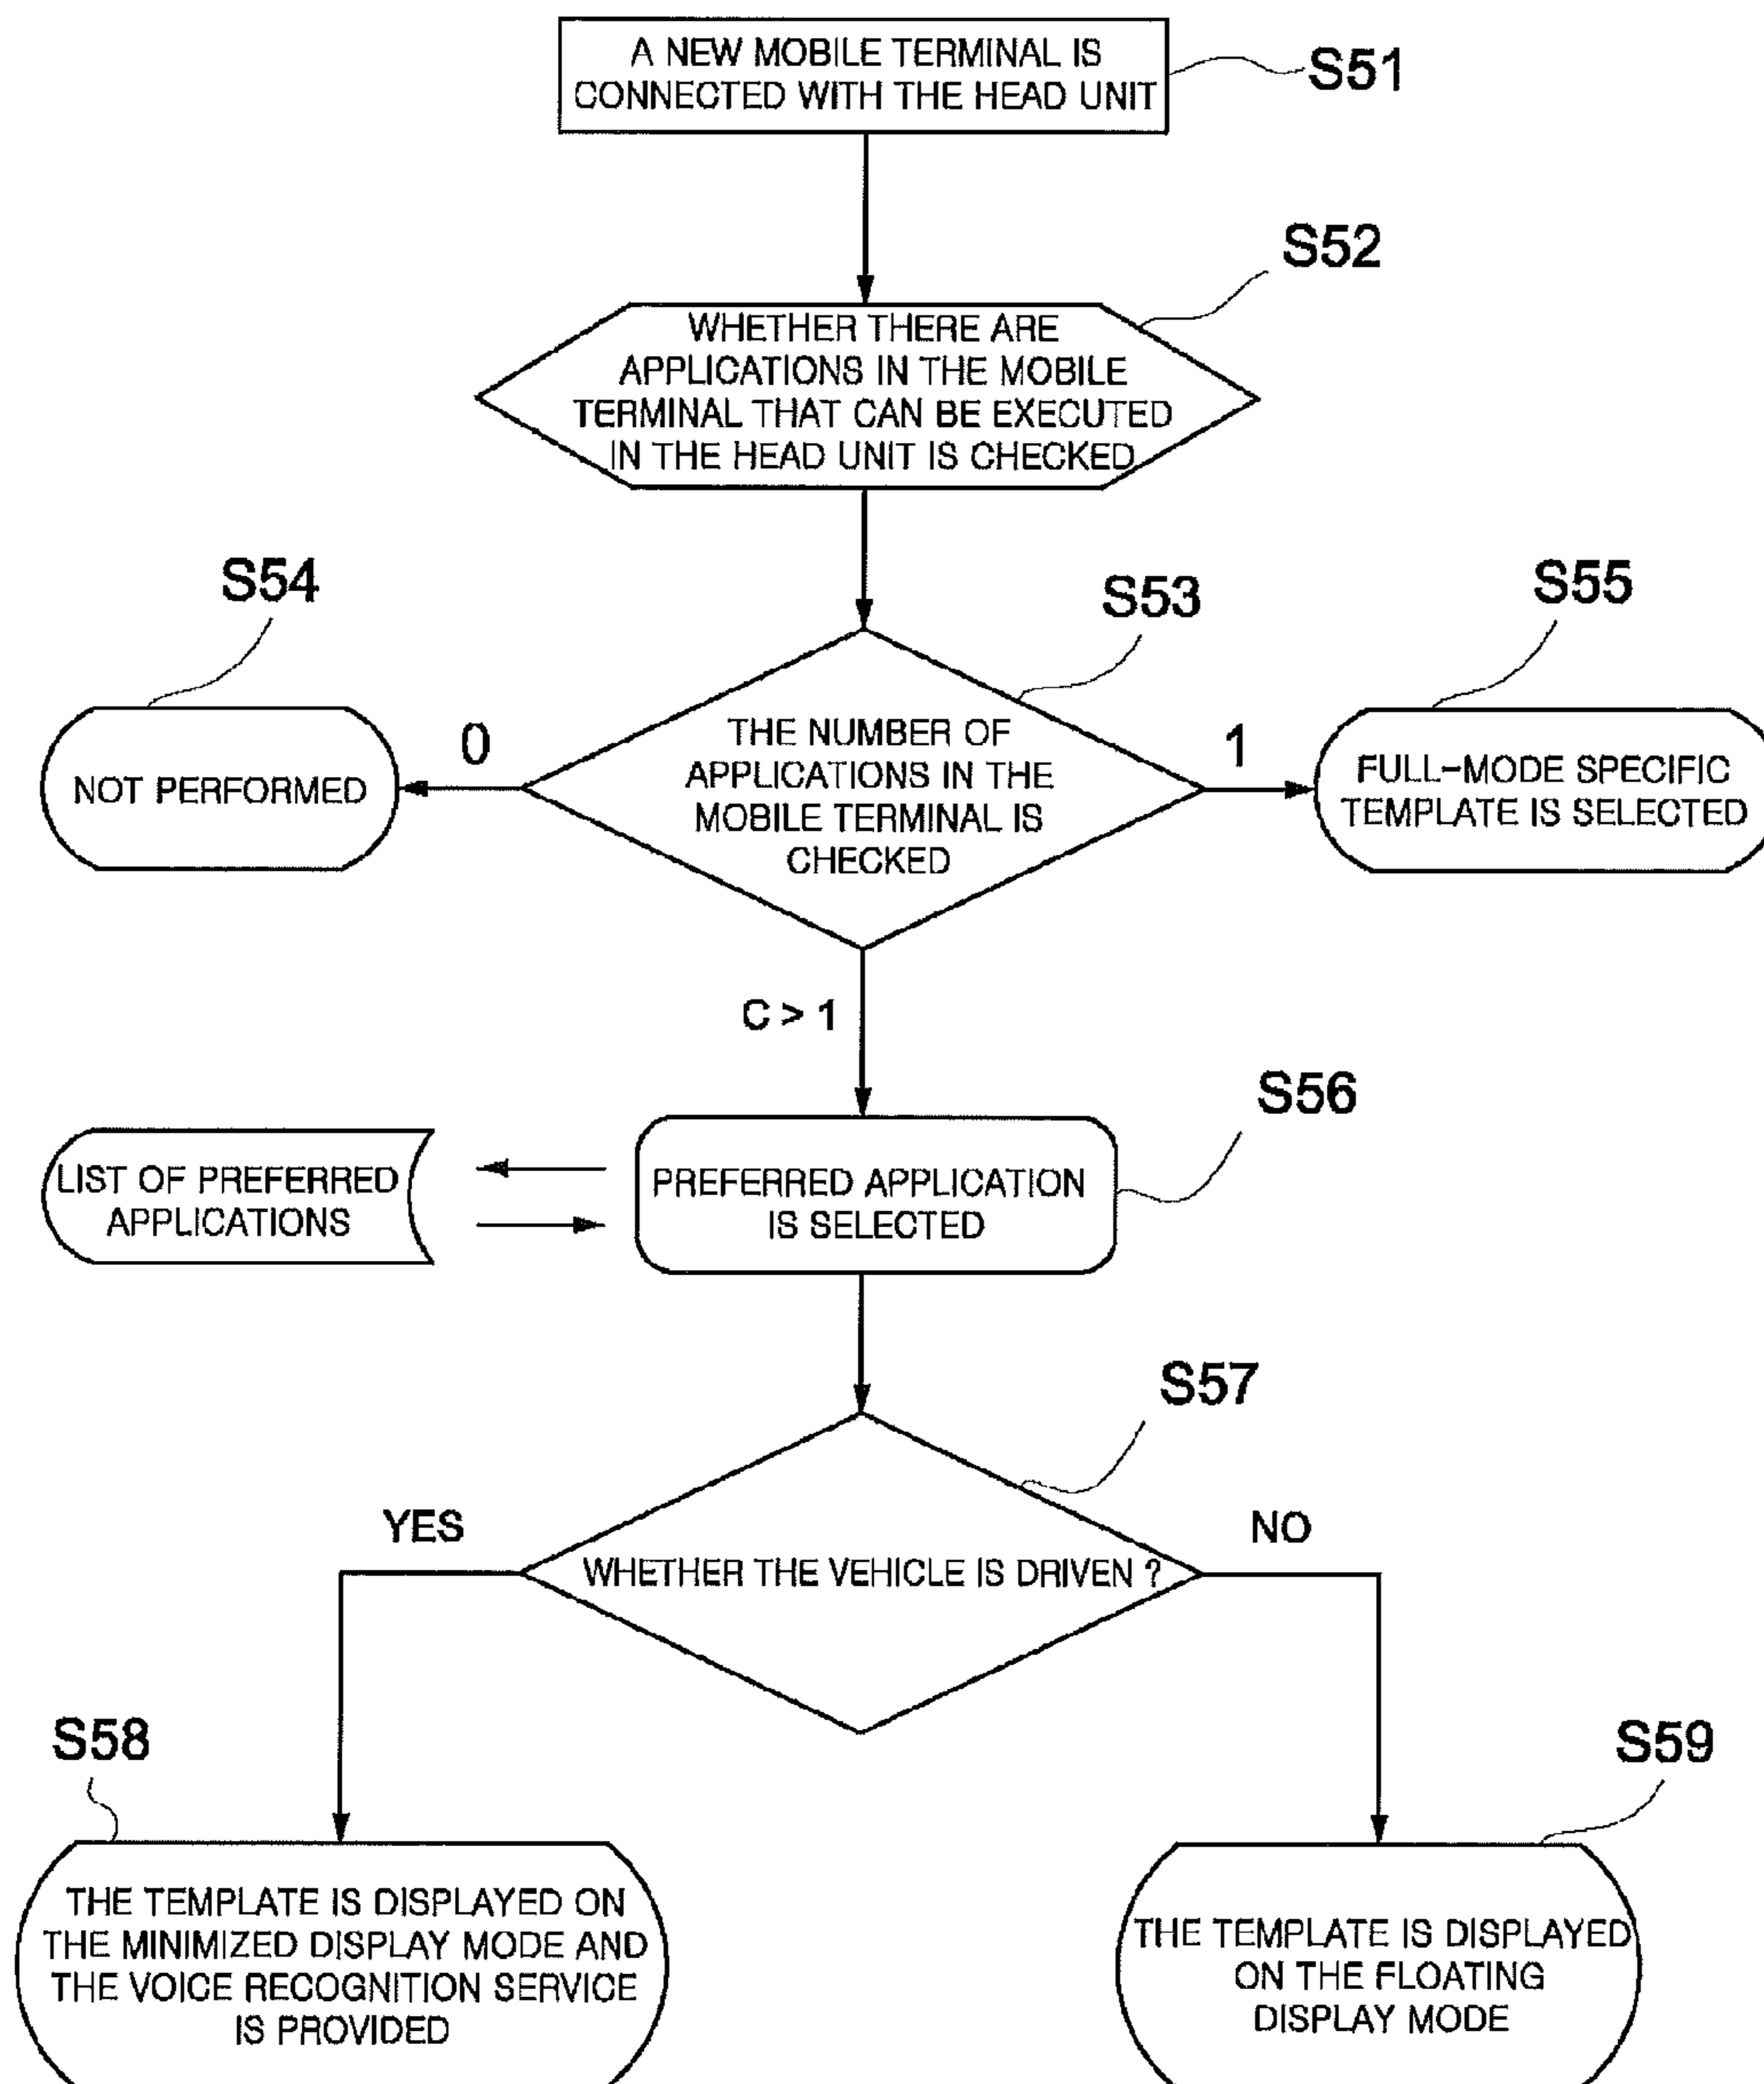 A NEW MOBILE TERMINAL IS
CONNECTED WITH THE HEAD UNIT
S51
S52
WHETHER THERE ARE
APPLICATIONS IN THE MOBILE
TERMINAL THAT CAN BE EXECUTED
IN THE HEAD UNIT IS CHECKED
S54
S53
S55
0
1
NOT PERFORMED
THE NUMBER OF
APPLICATIONS IN THE
MOBILE TERMINAL IS
CHECKED
FULL-MODE SPECIFIC
TEMPLATE IS SELECTED
C > 1
S56
LIST OF PREFERRED
APPLICATIONS
PREFERRED APPLICATION
IS SELECTED
S57
YES
NO
WHETHER THE VEHICLE IS DRIVEN ?
S58
S59
THE TEMPLATE IS DISPLAYED ON
THE MINIMIZED DISPLAY MODE AND
THE VOICE RECOGNITION SERVICE
IS PROVIDED
THE TEMPLATE IS DISPLAYED
ON THE FLOATING
DISPLAY MODE